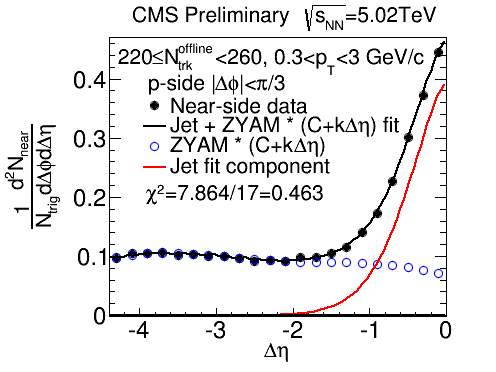 CMS Preliminary √s_NN=5.02TeV
220≤N_trk^offline<260, 0.3<p_T<3 GeV/c
p-side |Δϕ|<π/3
Near-side data
Jet + ZYAM * (C+kΔη) fit
ZYAM * (C+kΔη)
Jet fit component
χ²=7.864/17=0.463
1/N_trig d²N_near/dΔϕdΔη
0.4
0.3
0.2
0.1
0
-4 -3 -2 -1 0
Δη